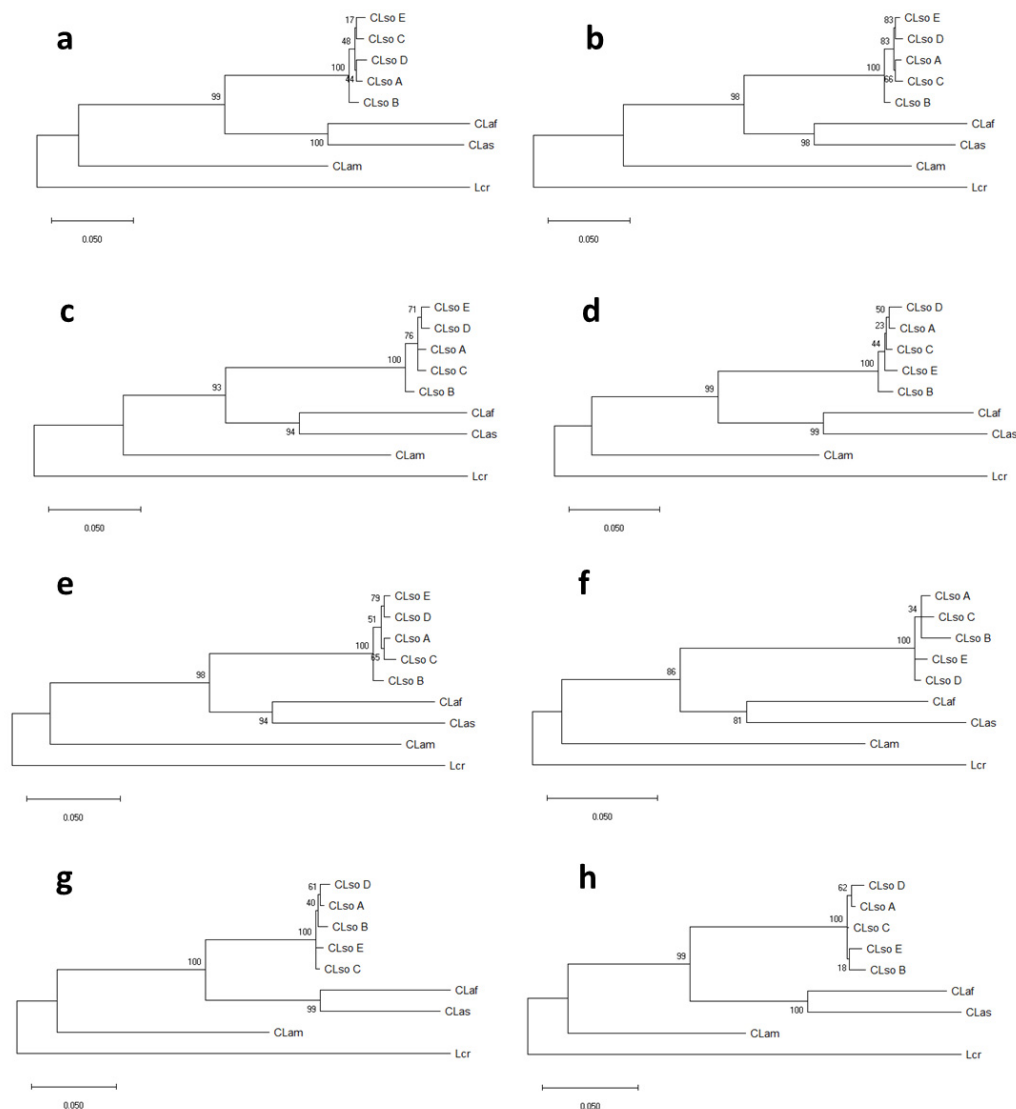 a
17
CLso E
48
CLso C
CLso D
100
44
CLso A
99
CLso B
CLaf
100
CLas
CLam
Lcr
0.050
b
83
CLso E
83
CLso D
CLso A
100
66
CLso C
98
CLso B
CLaf
98
CLas
CLam
Lcr
0.050
c
71
CLso E
CLso D
76
CLso A
100
CLso C
93
CLso B
CLaf
94
CLas
CLam
Lcr
0.050
d
50
CLso D
23
CLso A
44
CLso C
100
CLso E
99
CLso B
CLaf
99
CLas
CLam
Lcr
0.050
e
79
CLso E
51
CLso D
CLso A
100
65
CLso C
98
CLso B
CLaf
94
CLas
CLam
Lcr
0.050
f
CLso A
34
CLso C
CLso B
100
CLso E
86
CLso D
CLaf
81
CLas
CLam
Lcr
0.050
g
61
CLso D
40
CLso A
CLso B
100
CLso E
100
CLso C
CLaf
99
CLas
CLam
Lcr
0.050
h
62
CLso D
CLso A
100
CLso C
CLso E
99
18
CLso B
CLaf
100
CLas
CLam
Lcr
0.050